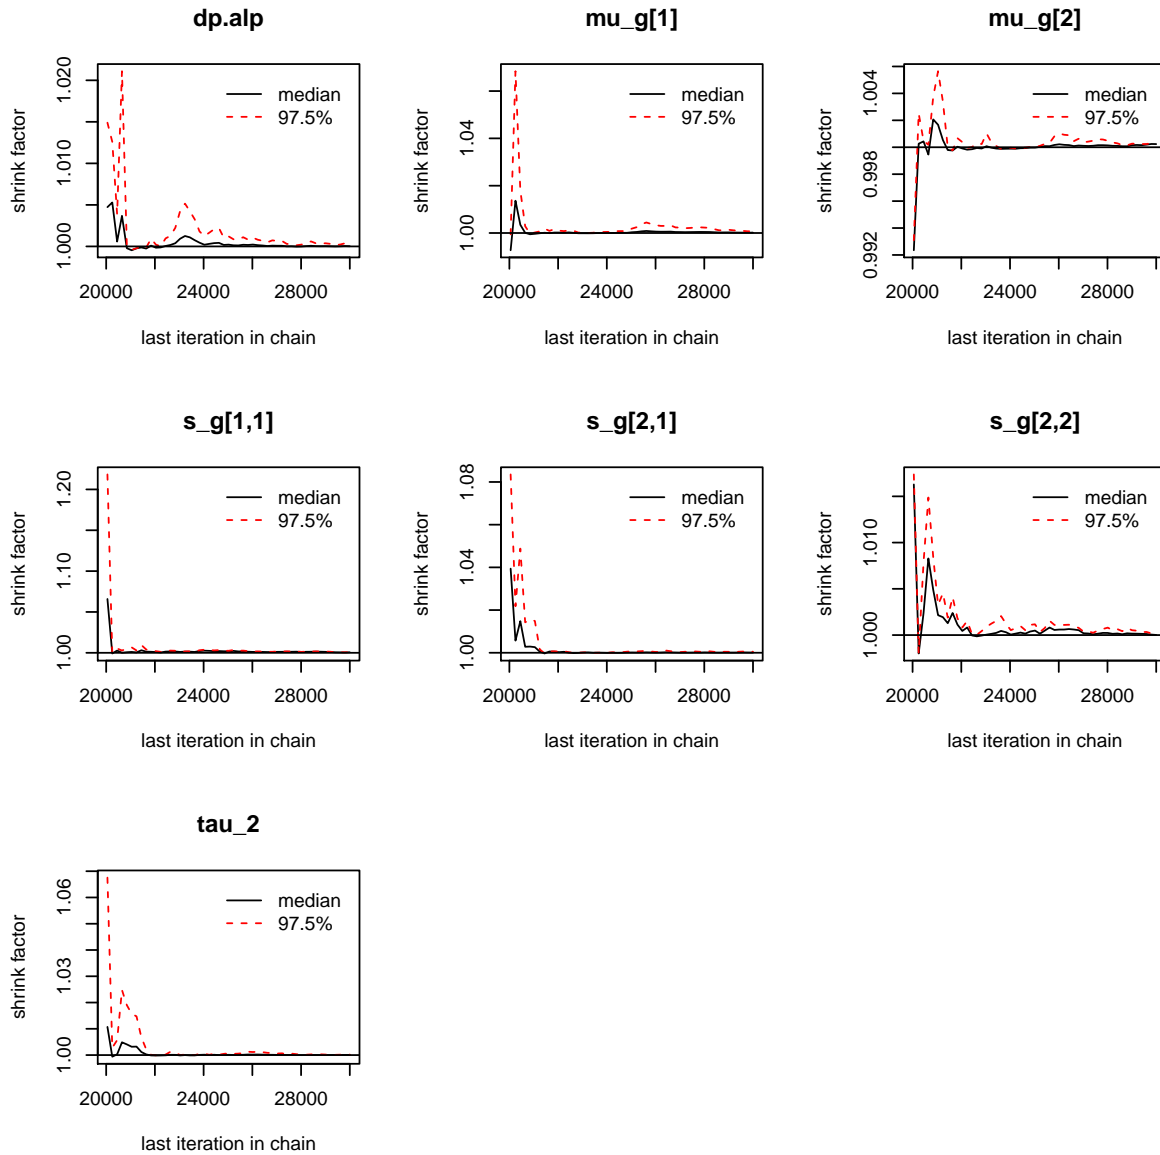 dp.alp
shrink factor
1.000 1.010 1.020
median
97.5%
20000 24000 28000
last iteration in chain
mu_g[1]
shrink factor
1.00 1.04
median
97.5%
20000 24000 28000
last iteration in chain
mu_g[2]
shrink factor
0.992 0.998 1.004
median
97.5%
20000 24000 28000
last iteration in chain
s_g[1,1]
shrink factor
1.00 1.10 1.20
median
97.5%
20000 24000 28000
last iteration in chain
s_g[2,1]
shrink factor
1.00 1.04 1.08
median
97.5%
20000 24000 28000
last iteration in chain
s_g[2,2]
shrink factor
1.000 1.010
median
97.5%
20000 24000 28000
last iteration in chain
tau_2
shrink factor
1.00 1.03 1.06
median
97.5%
20000 24000 28000
last iteration in chain